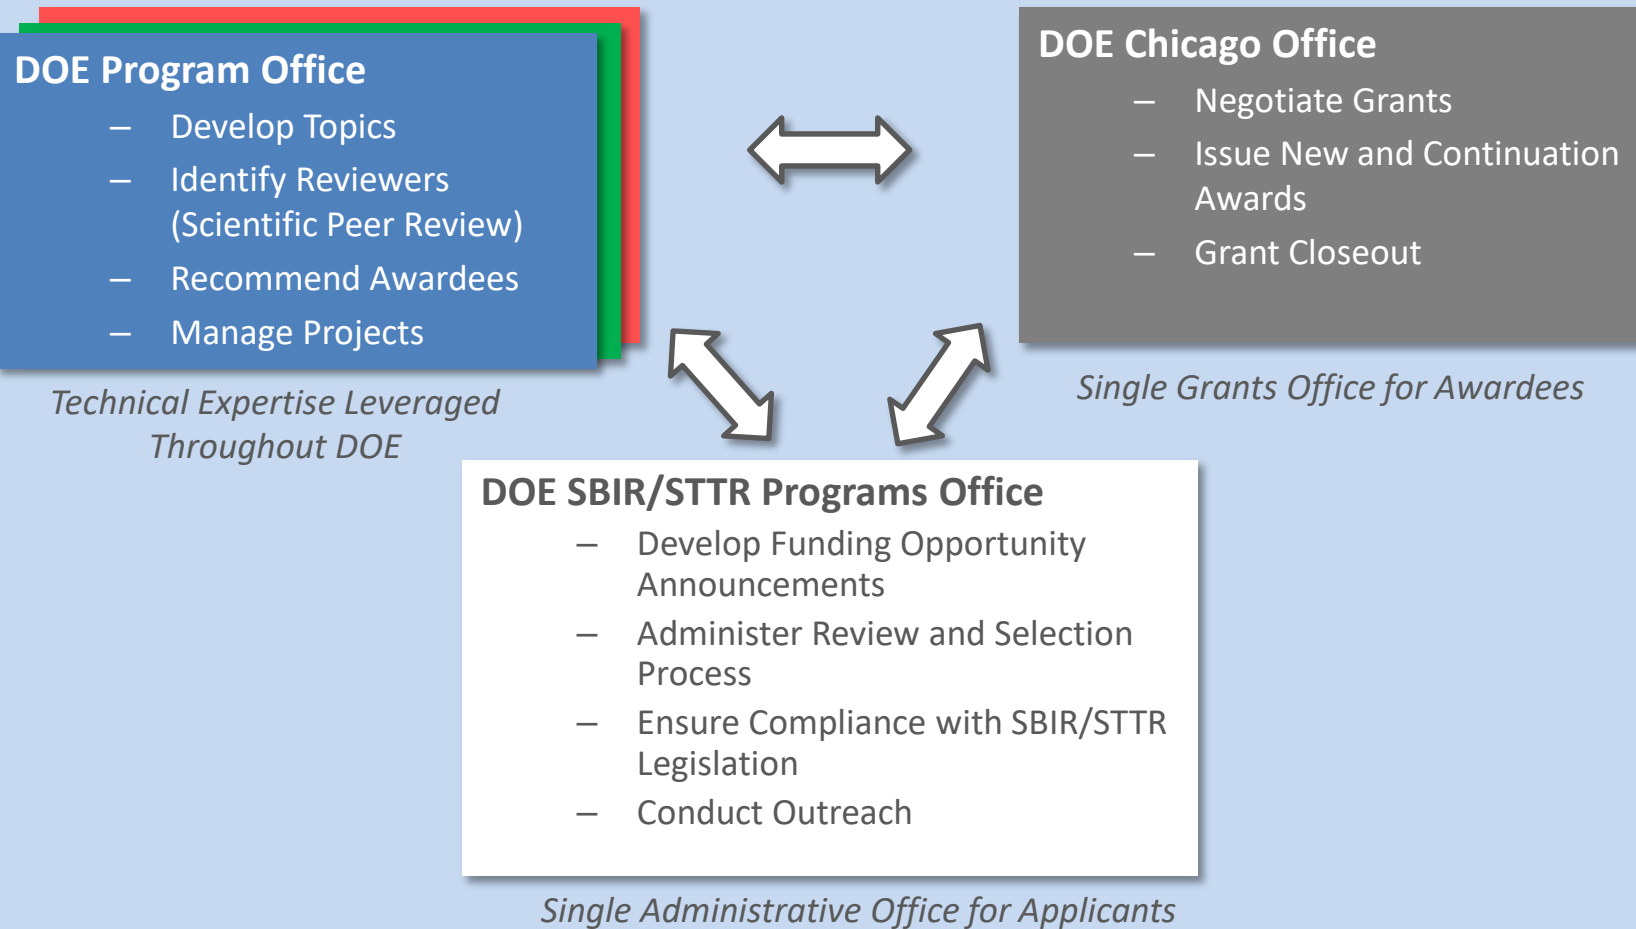 DOE Program Office
– Develop Topics
– Identify Reviewers
(Scientific Peer Review)
– Recommend Awardees
– Manage Projects
Technical Expertise Leveraged
Throughout DOE
DOE Chicago Office
– Negotiate Grants
– Issue New and Continuation
Awards
– Grant Closeout
Single Grants Office for Awardees
DOE SBIR/STTR Programs Office
– Develop Funding Opportunity
Announcements
– Administer Review and Selection
Process
– Ensure Compliance with SBIR/STTR
Legislation
– Conduct Outreach
Single Administrative Office for Applicants